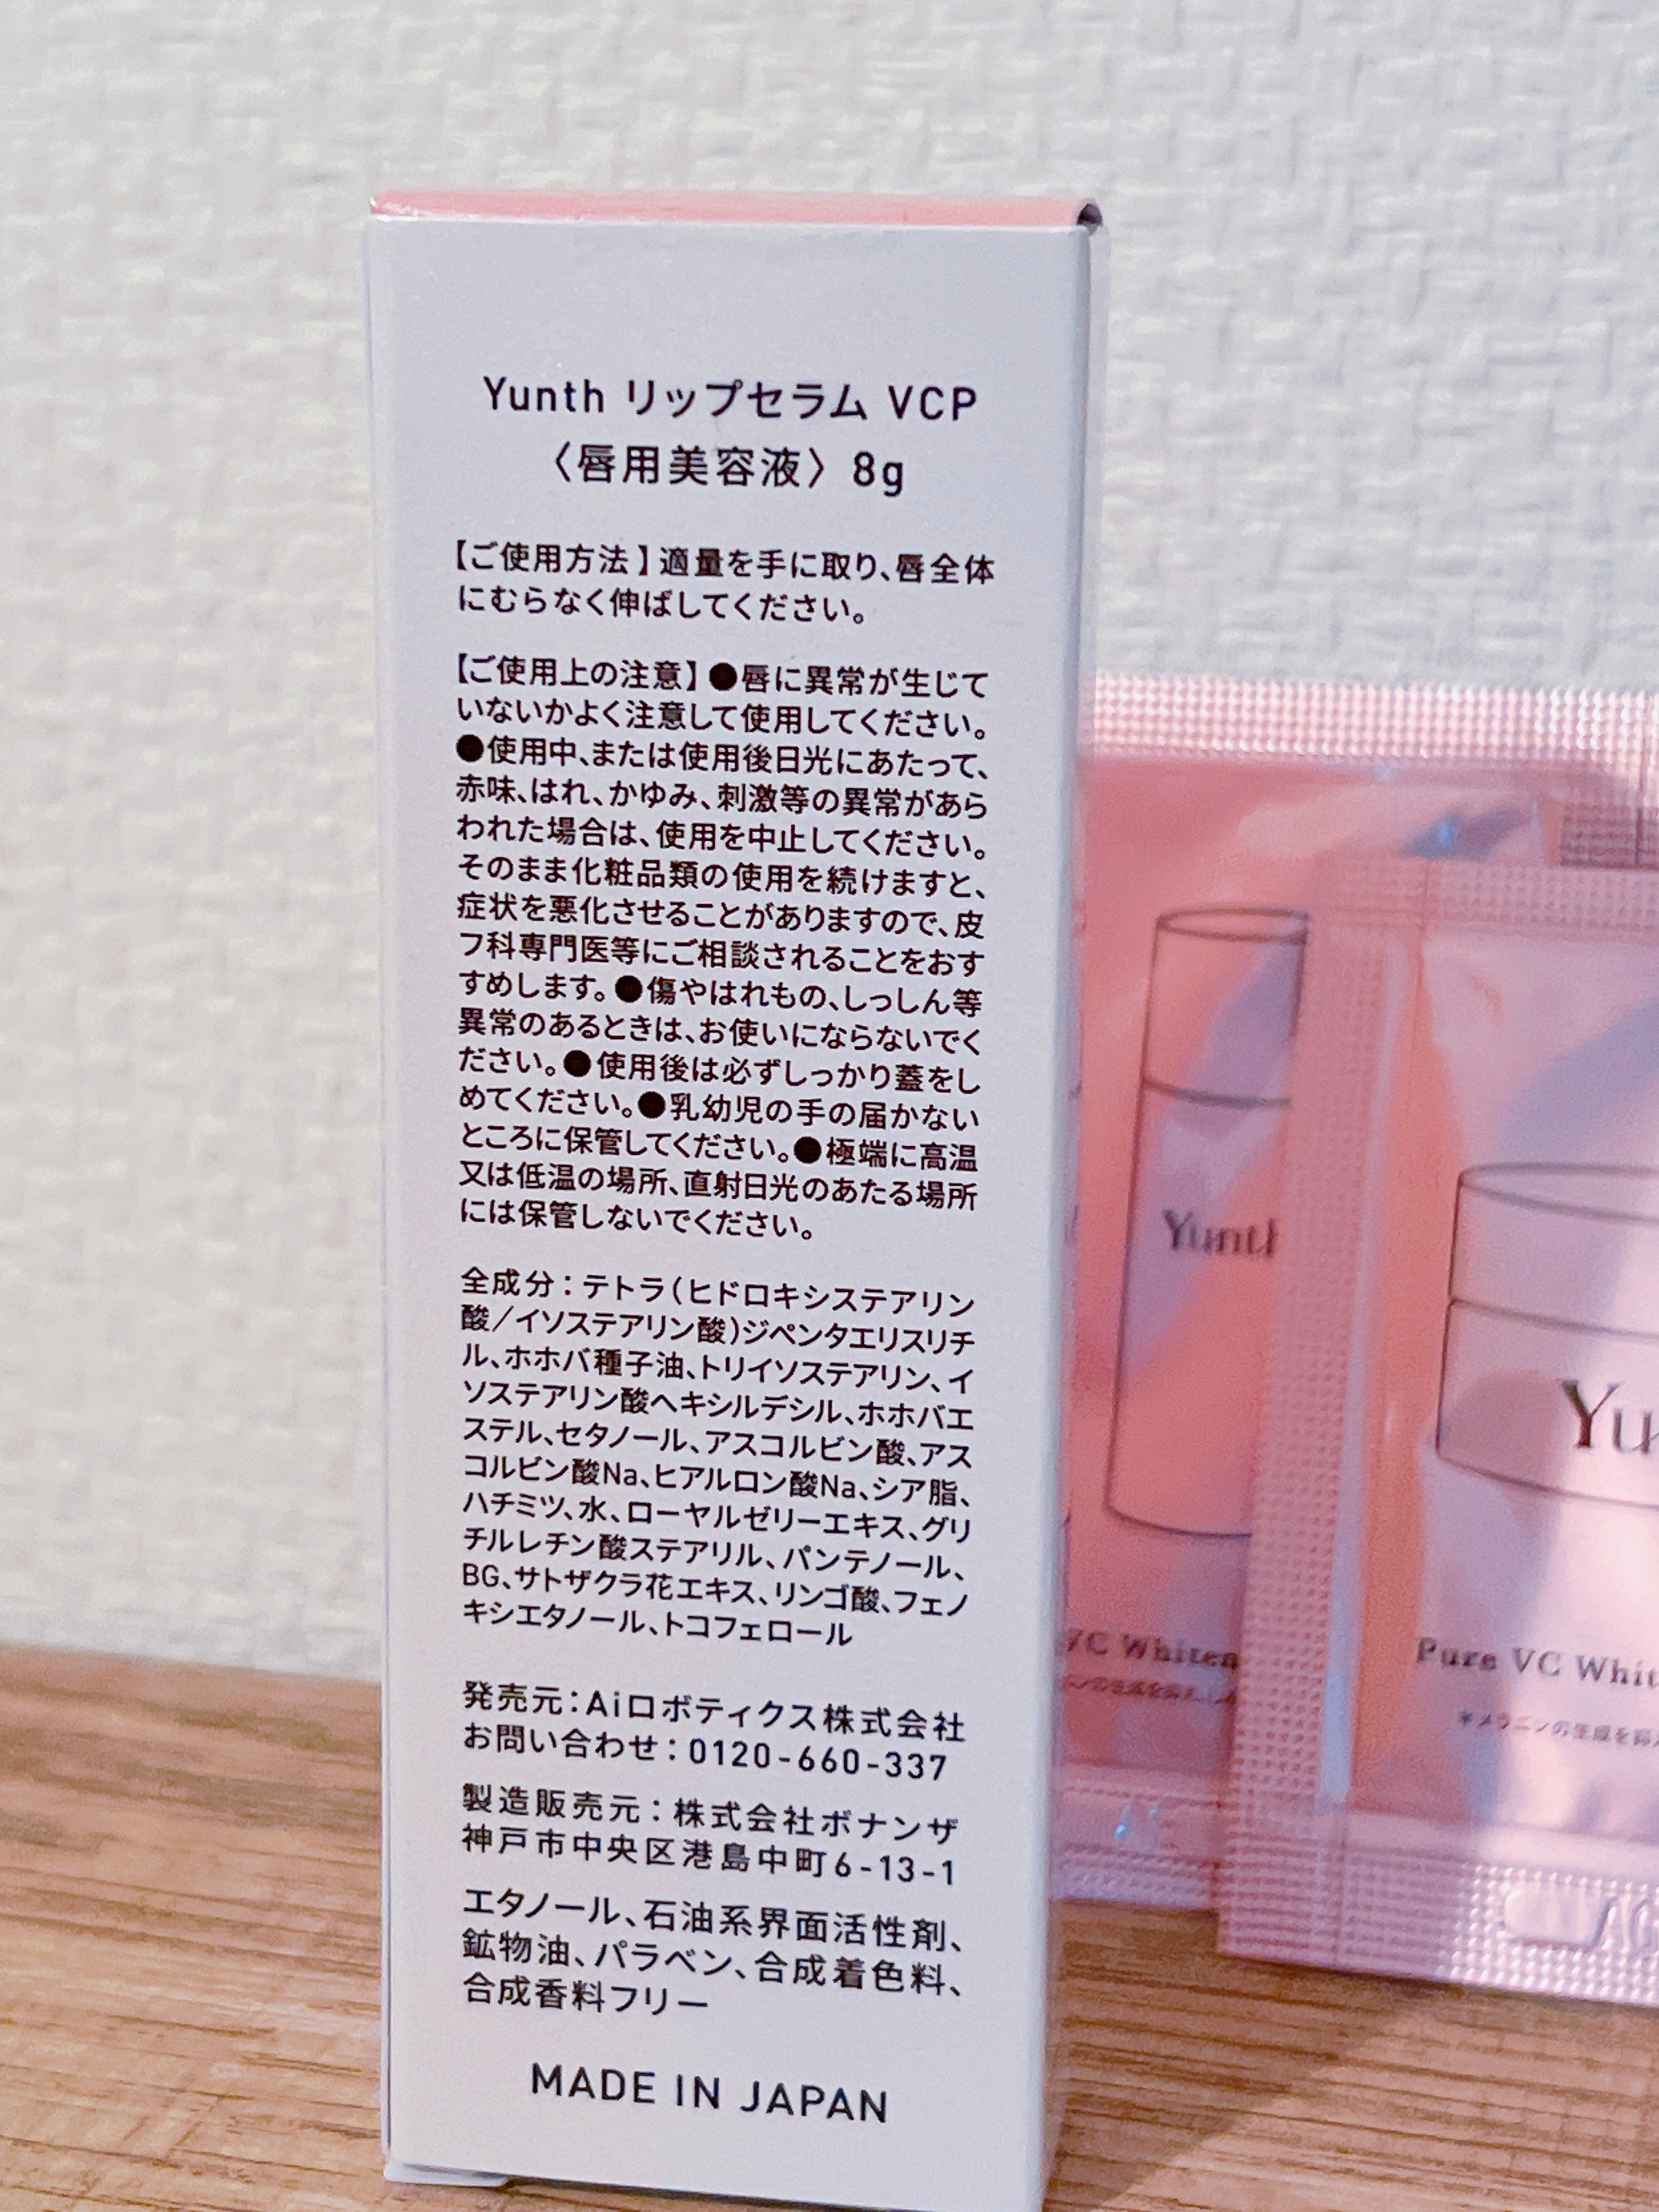 Yunth リップセラム VCP
〈唇用美容液〉8g
【ご使用方法】適量を手に取り、唇全体
にむらなく伸ばしてください。
【ご使用上の注意】●唇に異常が生じて
いないかよく注意して使用してください。
●使用中、または使用後日光にあたって、
赤味、はれ、かゆみ、刺激等の異常があら
われた場合は、使用を中止してください。
そのまま化粧品類の使用を続けますと、
症状を悪化させることがありますので、皮
フ科専門医等にご相談されることをおす
すめします。●傷やはれもの、しっしん等
異常のあるときは、お使いにならないでく
ださい。●使用後は必ずしっかり蓋をし
めてください。●乳幼児の手の届かない
ところに保管してください。●極端に高温
又は低温の場所、直射日光のあたる場所
には保管しないでください。
全成分：テトラ(ヒドロキシステアリン
酸/イソステアリン酸)ジペンタエリスリチ
ル、ホホバ種子油、トリイソステアリン、イ
ソステアリン酸ヘキシルデシル、ホホバエ
ステル、セタノール、アスコルビン酸、アス
コルビン酸Na、ヒアルロン酸Na、シア脂、
ハチミツ、水、ローヤルゼリーエキス、グリ
チルレチン酸ステアリル、パンテノール、
BG、サトザクラ花エキス、リンゴ酸、フェノ
キシエタノール、トコフェロール
発売元：Aiロボティクス株式会社
お問い合わせ：0120-660-337
製造販売元：株式会社ボナンザ
神戸市中央区港島中町6-13-1
エタノール、石油系界面活性剤、
鉱物油、パラベン、合成着色料、
合成香料フリー
MADE IN JAPAN
Yunth
VC Whiten
Yu
Pure VC Whit
*メラニンの生成を抑